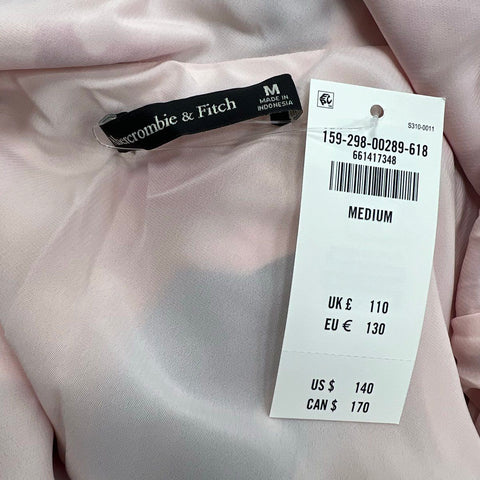 Abercrombie & Fitch
M
MADE IN
INDONESIA
S310-0011
159-298-00289-618
661417348
MEDIUM
UK £ 110
EU € 130
US $ 140
CAN $ 170